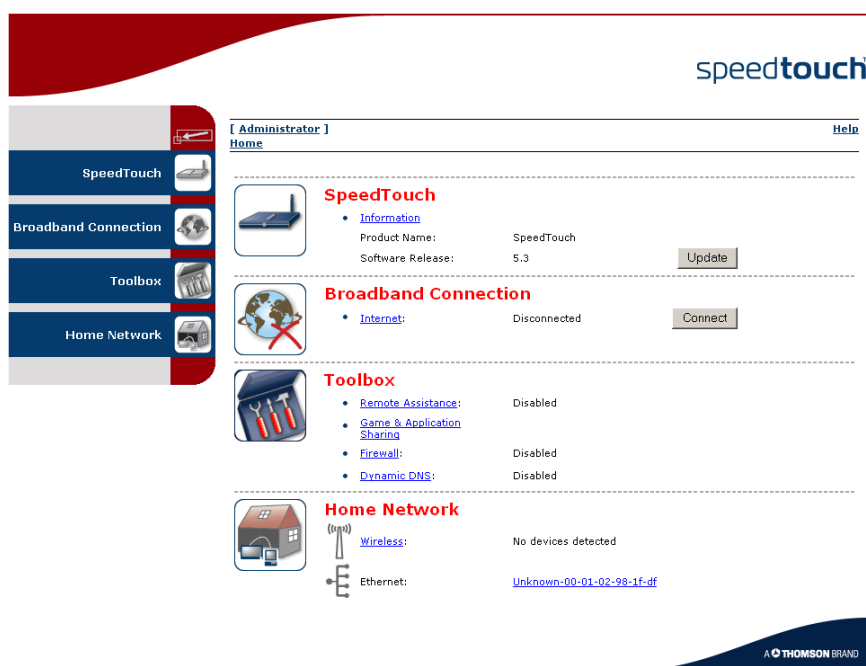 speedtouch
[ Administrator ]
Help
Home
SpeedTouch
Broadband Connection
Toolbox
Home Network
SpeedTouch
Information
Product Name: SpeedTouch
Software Release: 5.3 Update
Broadband Connection
Internet: Disconnected Connect
Toolbox
Remote Assistance: Disabled
Game & Application
Sharing
Firewall: Disabled
Dynamic DNS: Disabled
Home Network
Wireless: No devices detected
Ethernet: Unknown-00-01-02-98-1f-df
A THOMSON BRAND